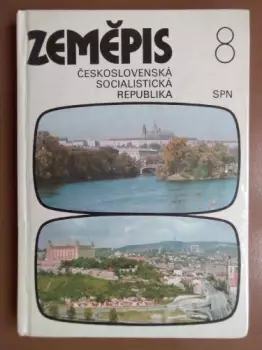 ZEMĚPIS 8
ČESKOSLOVENSKÁ
SOCIALISTICKÁ
REPUBLIKA SPN